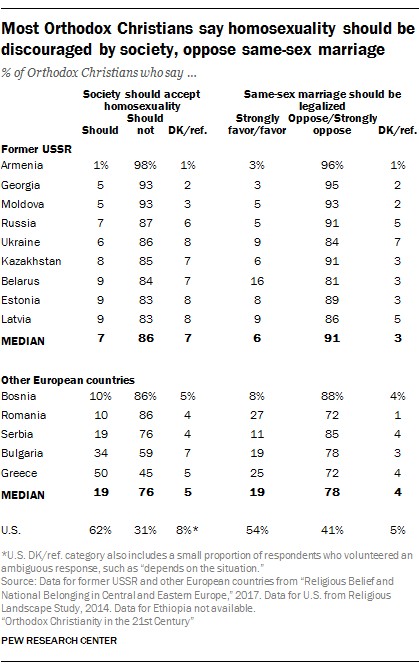 Most Orthodox Christians say homosexuality should be
discouraged by society, oppose same-sex marriage
% of Orthodox Christians who say ...
Society should accept homosexuality Same-sex marriage should be legalized
Should Should not DK/ref. Strongly favor/favor Oppose/Strongly oppose DK/ref.
Former USSR
Armenia 1% 98% 1% 3% 96% 1%
Georgia 5 93 2 3 95 2
Moldova 5 93 3 5 93 2
Russia 7 87 6 5 91 5
Ukraine 6 86 8 9 84 7
Kazakhstan 8 85 7 6 91 3
Belarus 9 84 7 16 81 3
Estonia 9 83 8 8 89 3
Latvia 9 83 8 9 86 5
MEDIAN 7 86 7 6 91 3
Other European countries
Bosnia 10% 86% 5% 8% 88% 4%
Romania 10 86 4 27 72 1
Serbia 19 76 4 11 85 4
Bulgaria 34 59 7 19 78 3
Greece 50 45 5 25 72 4
MEDIAN 19 76 5 19 78 4
U.S. 62% 31% 8%* 54% 41% 5%
*U.S. DK/ref. category also includes a small proportion of respondents who volunteered an
ambiguous response, such as “depends on the situation.”
Source: Data for former USSR and other European countries from “Religious Belief and
National Belonging in Central and Eastern Europe,” 2017. Data for U.S. from Religious
Landscape Study, 2014. Data for Ethiopia not available.
“Orthodox Christianity in the 21st Century”
PEW RESEARCH CENTER